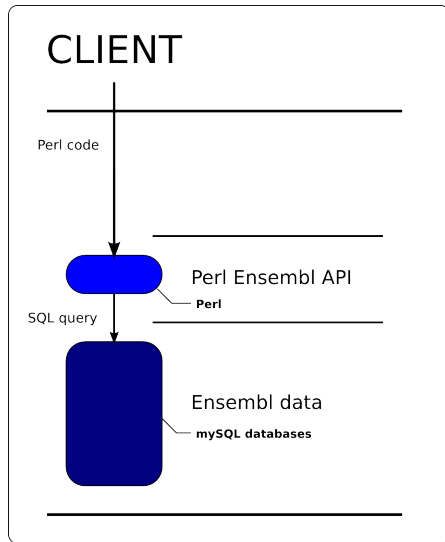 CLIENT
Perl code
Perl Ensembl API
Perl
SQL query
Ensembl data
mySQL databases